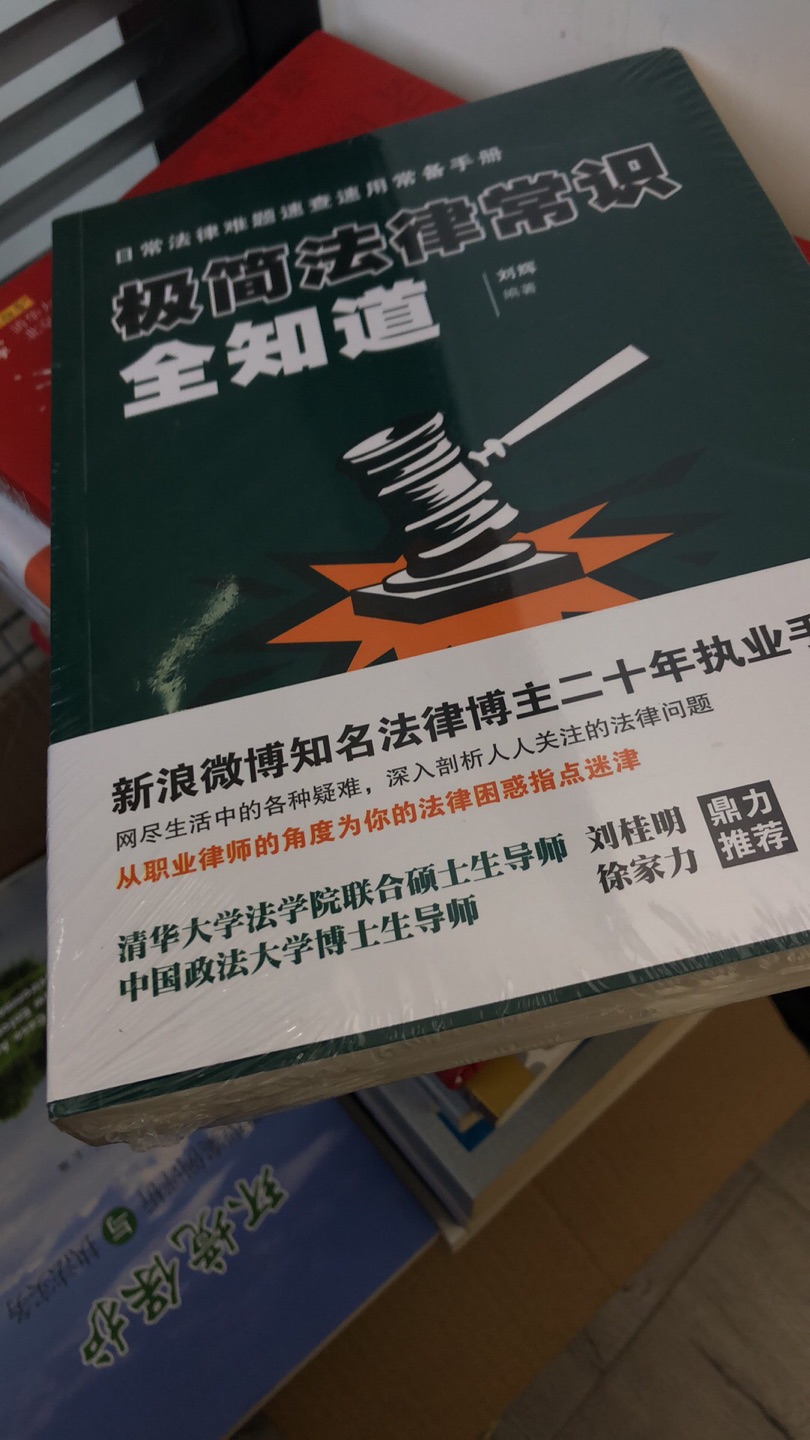 日常法律难题速查速用常备手册
极简法律常识
全知道
刘辉
编著
新浪微博知名法律博主二十年执业手
网尽生活中的各种疑难，深入剖析人人关注的法律问题
从职业律师的角度为你的法律困惑指点迷津
清华大学法学院联合硕士生导师 刘桂明
中国政法大学博士生导师 徐家力
鼎力
推荐
环境保护
与
执法实务